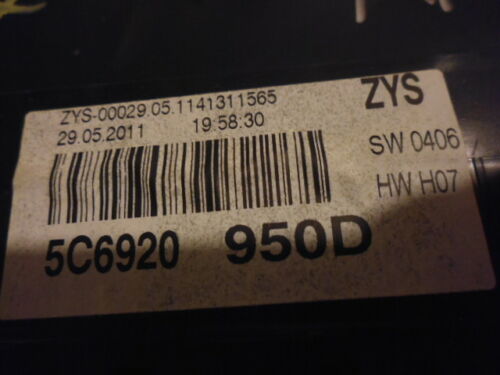 ZYS-00029.05.1141311565
29.05.2011 19:58:30
ZYS
SW 0406
HW H07
5C6920 950D